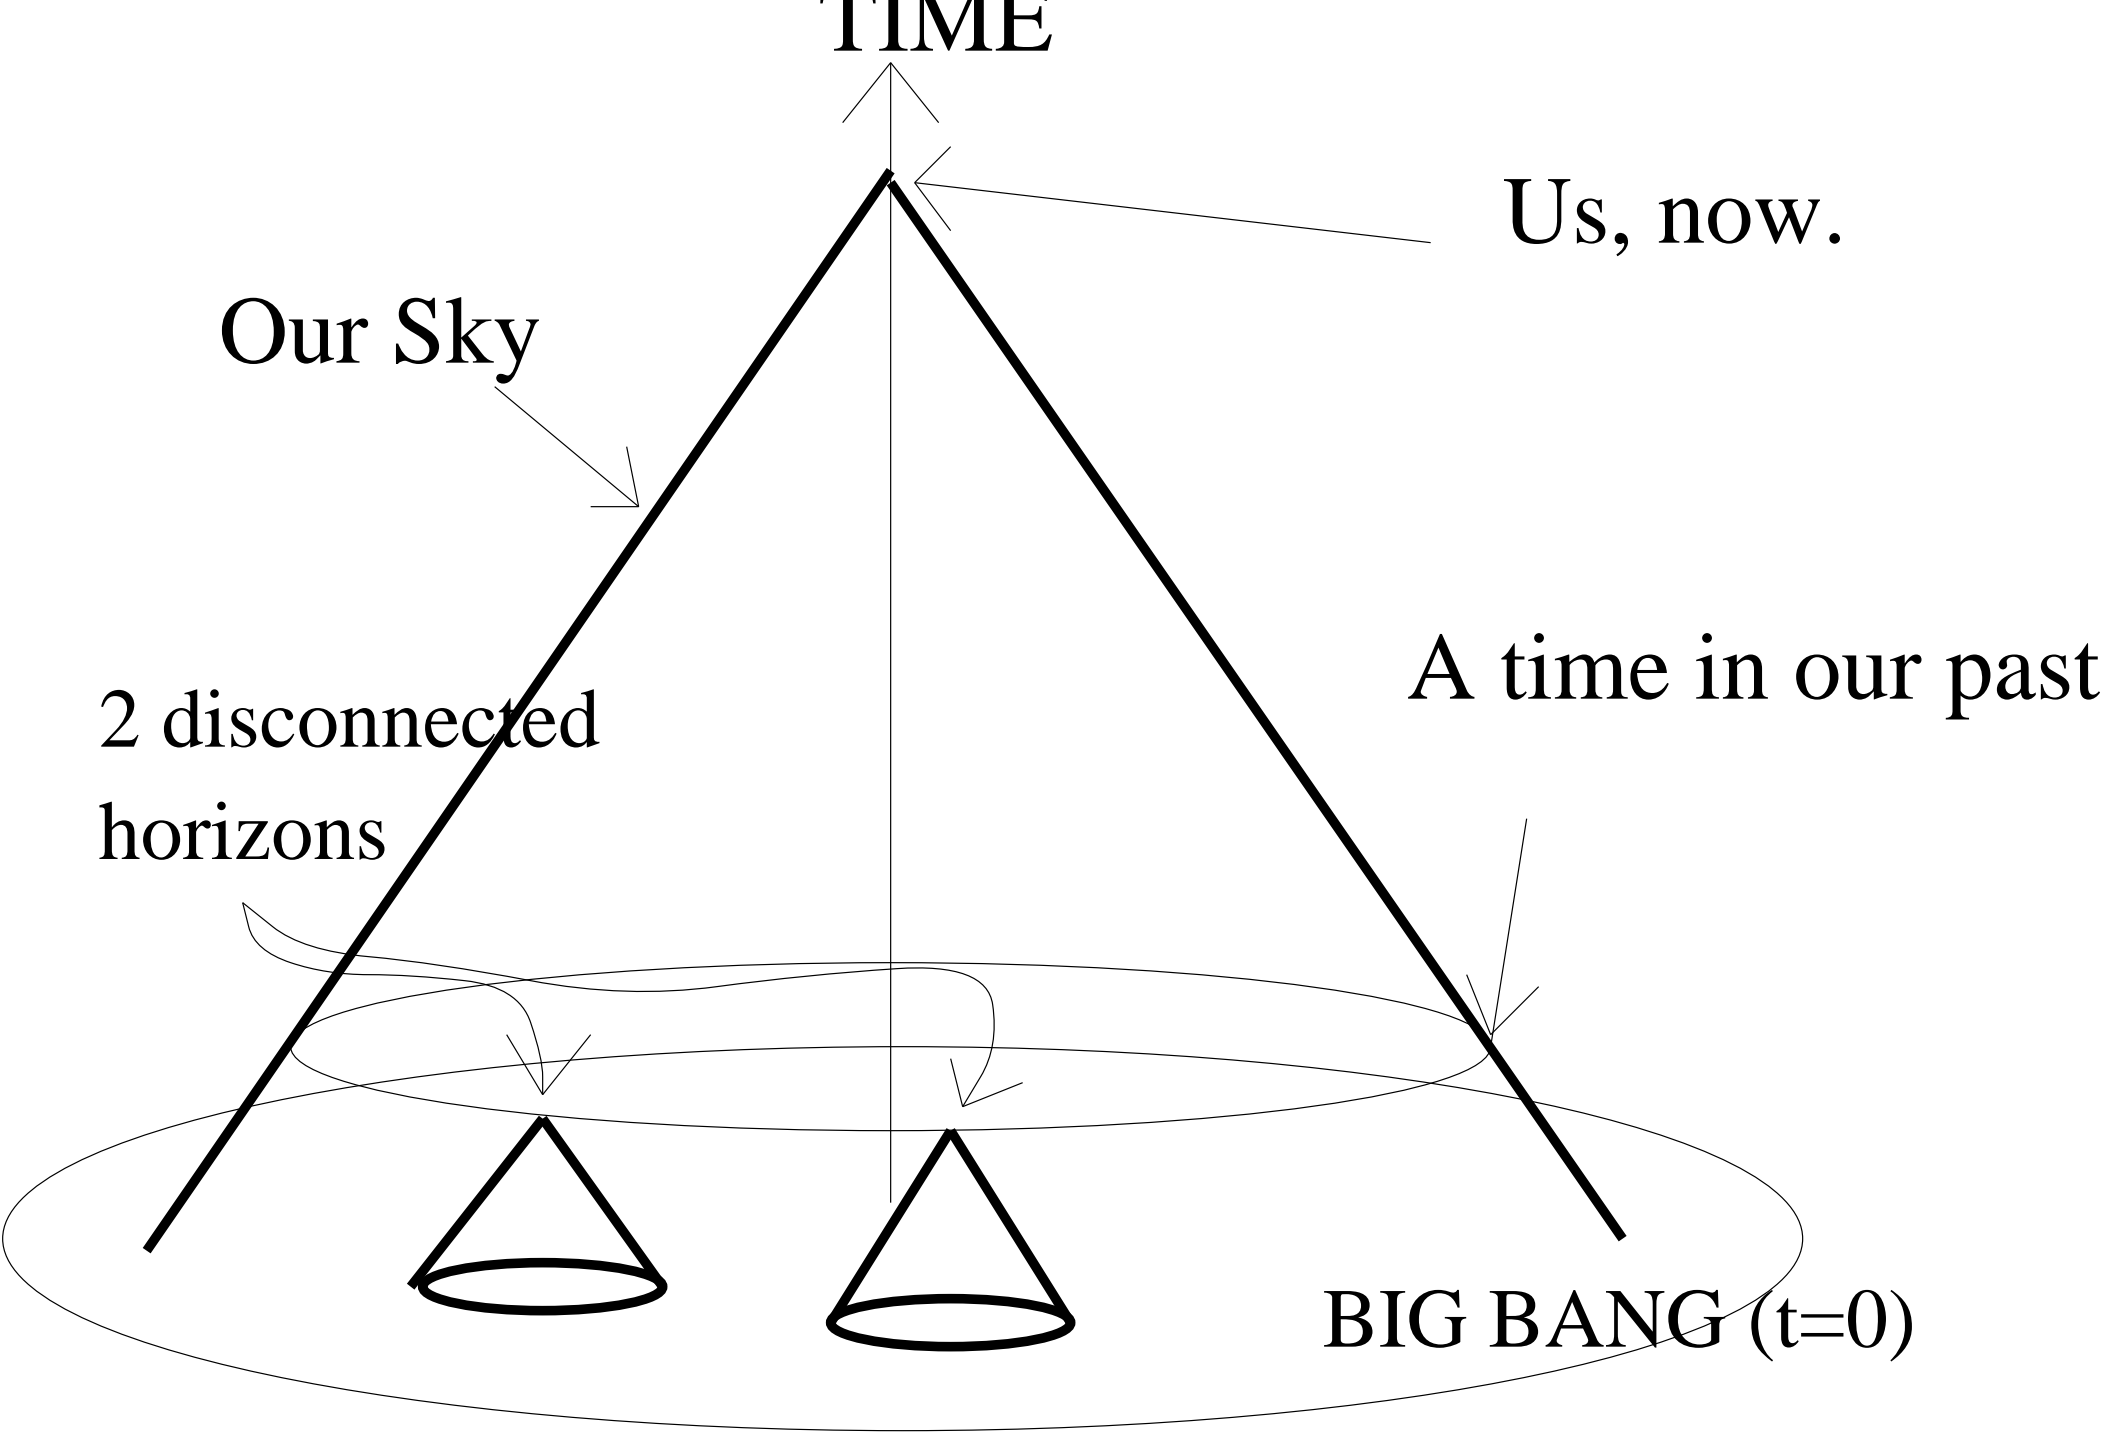 TIME
Us, now.
Our Sky
A time in our past
2 disconnected
horizons
BIG BANG (t=0)